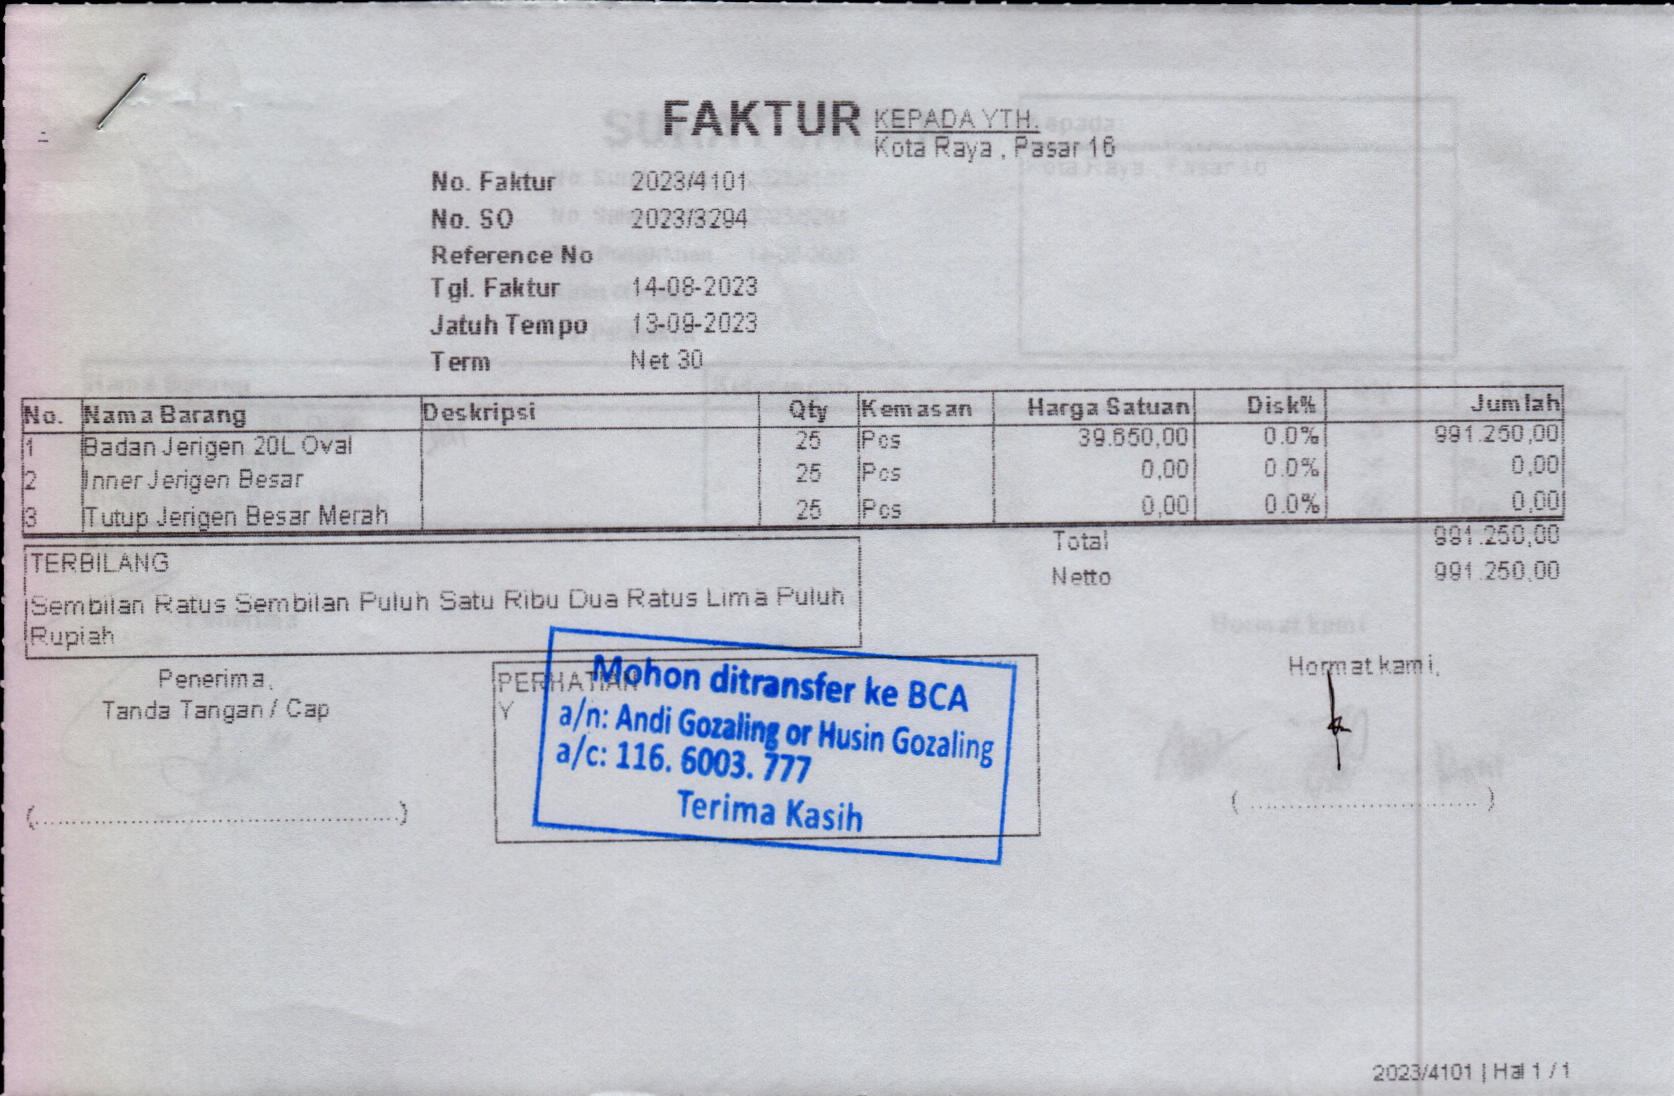 FAKTUR
KEPADA YTH.
Kota Raya , Pasar 16
No. Faktur 2023/4101
No. SO 2023/3294
Reference No
Tgl. Faktur 14-08-2023
Jatuh Tempo 13-09-2023
Term Net 30
No. Nama Barang Deskripsi Qty Kemasan Harga Satuan Disk% Jumlah
1 Badan Jerigen 20L Oval 25 Pcs 39.650,00 0.0% 991.250,00
2 Inner Jerigen Besar 25 Pcs 0,00 0.0% 0,00
3 Tutup Jerigen Besar Merah 25 Pcs 0,00 0.0% 0,00
Total 991.250,00
Netto 991.250,00
TERBILANG
Sembilan Ratus Sembilan Puluh Satu Ribu Dua Ratus Lima Puluh
Rupiah
Penerima,
Tanda Tangan / Cap
(..................................................)
PERHATIAN
Y
Mohon ditransfer ke BCA
a/n: Andi Gozaling or Husin Gozaling
a/c: 116. 6003. 777
Terima Kasih
Hormat kami,
( .................................. )
2023/4101 | Hal 1 / 1